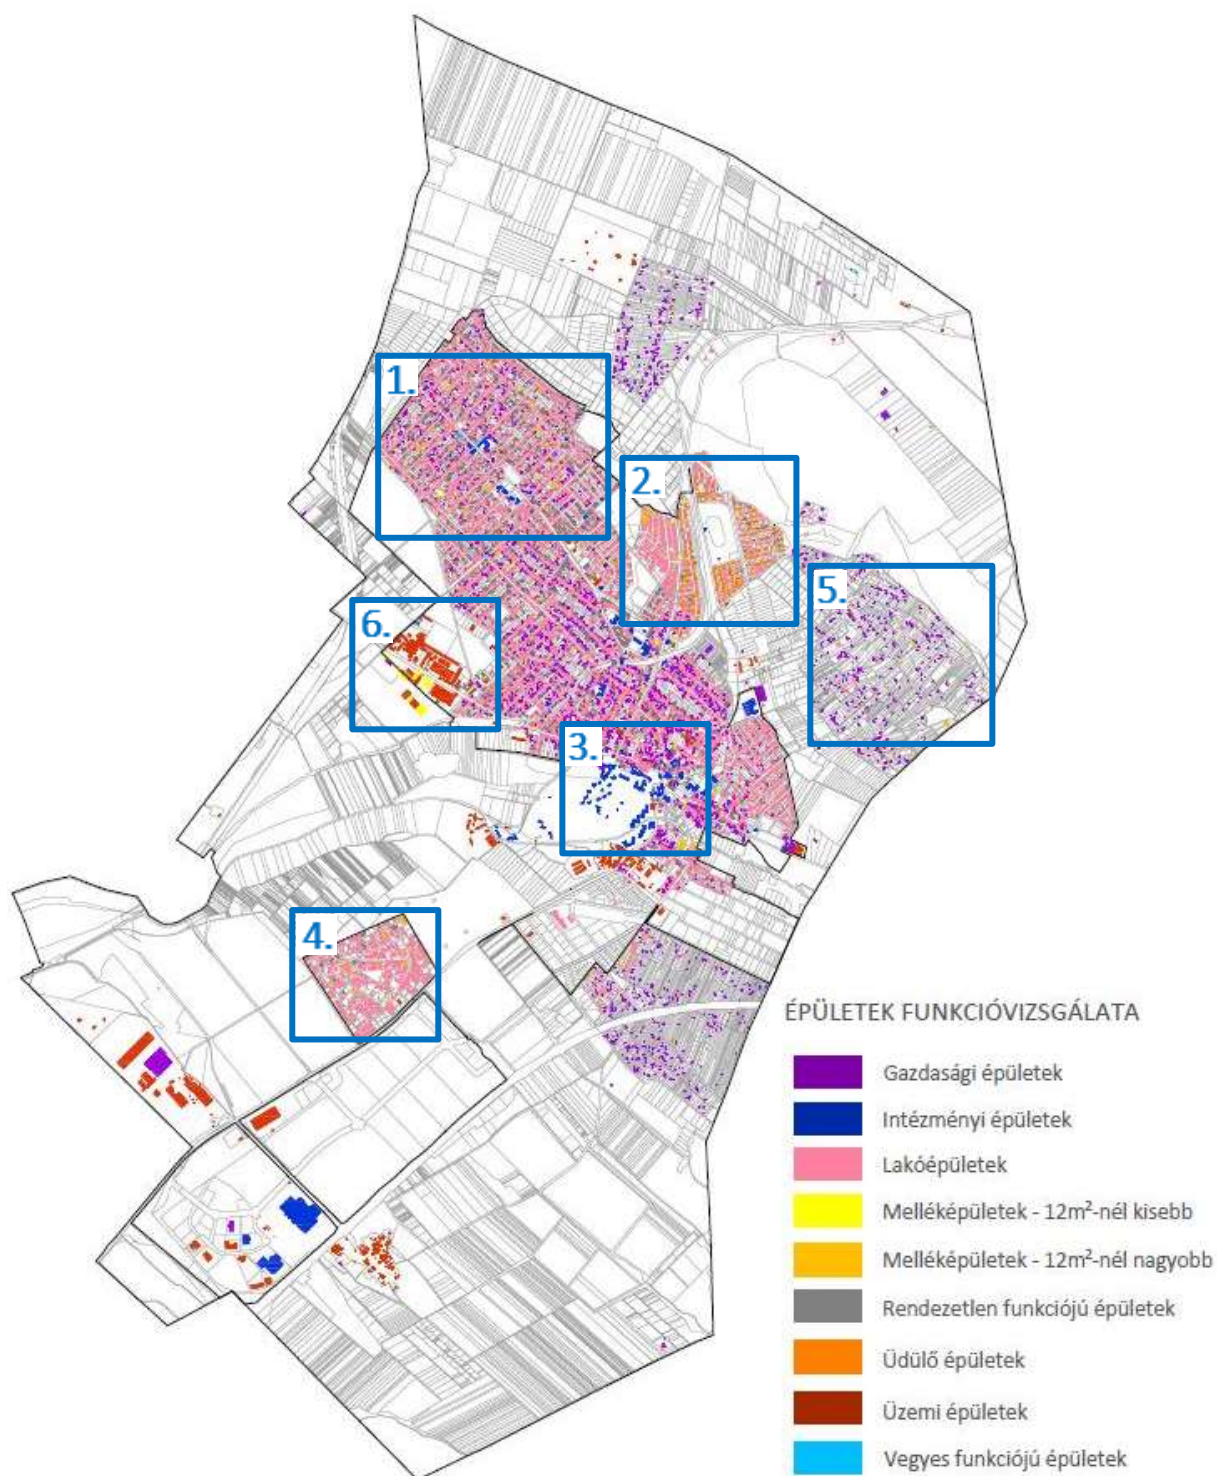 1.
2.
5.
6.
3.
4.
ÉPÜLETEK FUNKCIÓVIZSGÁLATA
Gazdasági épületek
Intézményi épületek
Lakóépületek
Melléképületek - 12m²-nél kisebb
Melléképületek - 12m²-nél nagyobb
Rendezetlen funkciójú épületek
Üdülő épületek
Üzemi épületek
Vegyes funkciójú épületek